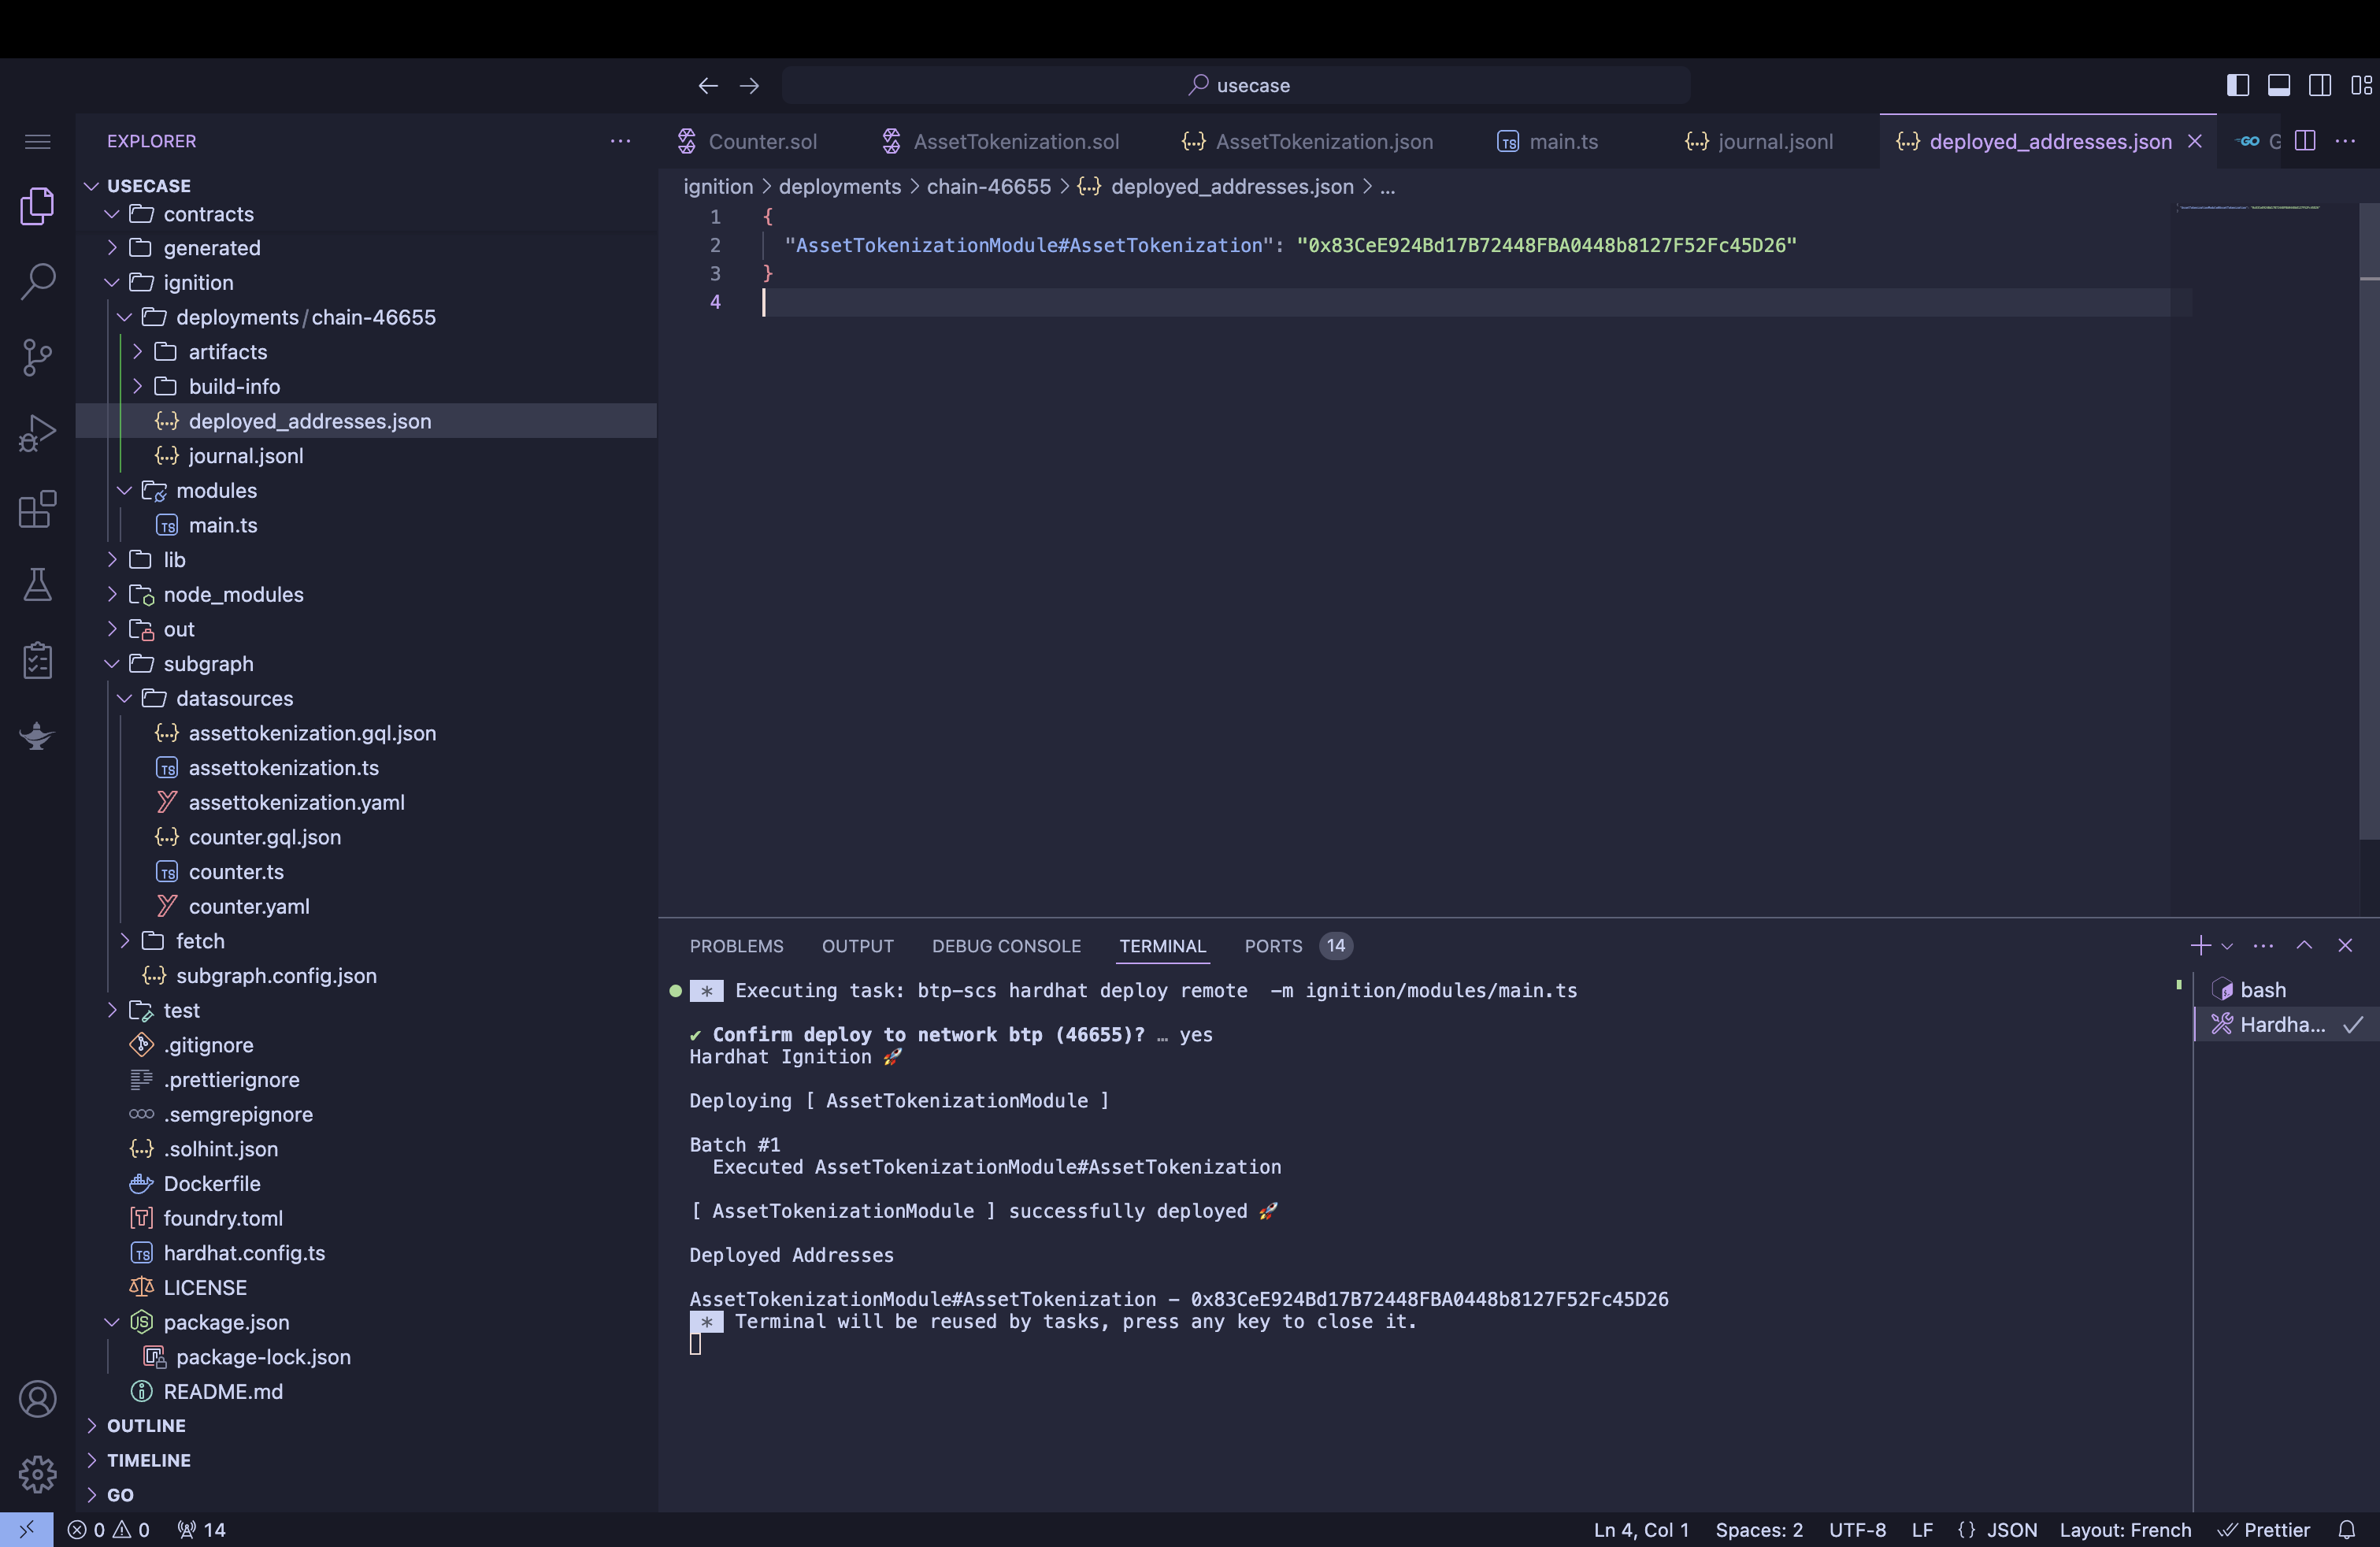 usecase
EXPLORER
USECASE
contracts
generated
ignition
deployments/chain-46655
artifacts
build-info
deployed_addresses.json
journal.jsonl
modules
main.ts
lib
node_modules
out
subgraph
datasources
assettokenization.gql.json
assettokenization.ts
assettokenization.yaml
counter.gql.json
counter.ts
counter.yaml
fetch
subgraph.config.json
test
.gitignore
.prettierignore
.semgrepignore
.solhint.json
Dockerfile
foundry.toml
hardhat.config.ts
LICENSE
package.json
package-lock.json
README.md
OUTLINE
TIMELINE
GO
Counter.sol AssetTokenization.sol AssetTokenization.json main.ts journal.jsonl deployed_addresses.json GO G
ignition > deployments > chain-46655 > deployed_addresses.json > ...
1 {
2 "AssetTokenizationModule#AssetTokenization": "0x83CeE924Bd17B72448FBA0448b8127F52Fc45D26"
3 }
4
PROBLEMS OUTPUT DEBUG CONSOLE TERMINAL PORTS 14
* Executing task: btp-scs hardhat deploy remote -m ignition/modules/main.ts
✔ Confirm deploy to network btp (46655)? … yes
Hardhat Ignition 🚀
Deploying [ AssetTokenizationModule ]
Batch #1
Executed AssetTokenizationModule#AssetTokenization
[ AssetTokenizationModule ] successfully deployed 🚀
Deployed Addresses
AssetTokenizationModule#AssetTokenization - 0x83CeE924Bd17B72448FBA0448b8127F52Fc45D26
* Terminal will be reused by tasks, press any key to close it.
bash
Hardha...
0 0 14 Ln 4, Col 1 Spaces: 2 UTF-8 LF {} JSON Layout: French Prettier